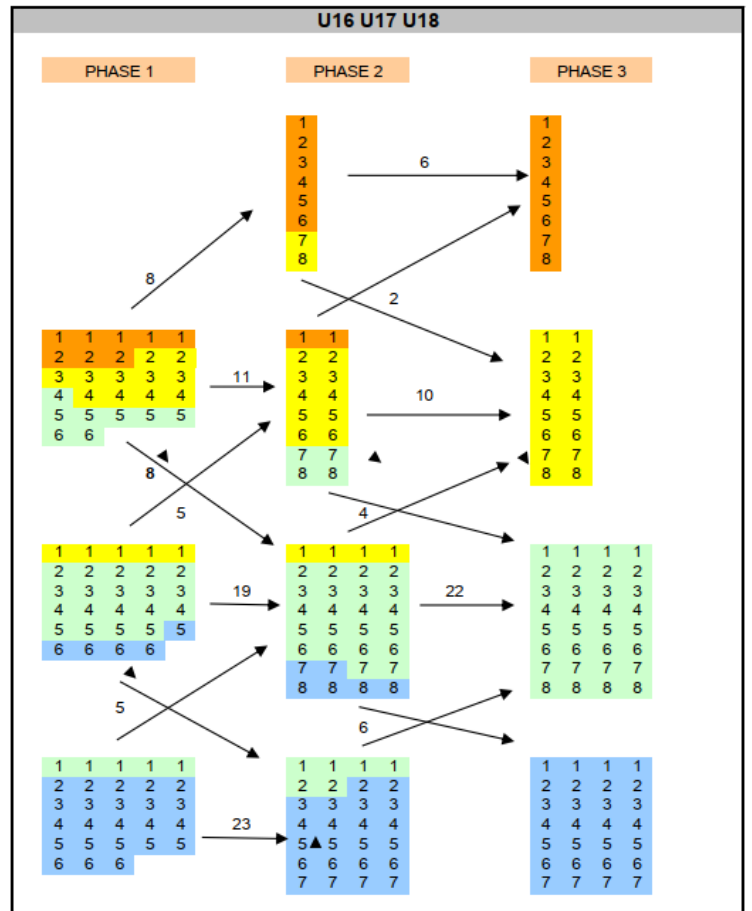 U16 U17 U18
PHASE 1 PHASE 2 PHASE 3
1 1
2 2
3 6 3
4 4
5 5
6 6
7 7
8 8
8
2
1 1 1 1 1 1 1 1 1
2 2 2 2 2 2 2 2 2
3 3 3 3 3 11 3 3 3 3
4 4 4 4 4 4 4 10 4 4
5 5 5 5 5 5 5 5 5
6 6 6 6 6 6
7 7 7 7
8 8 8 8 8
5 4
1 1 1 1 1 1 1 1 1 1 1 1 1
2 2 2 2 2 2 2 2 2 2 2 2 2
3 3 3 3 3 19 3 3 3 3 22 3 3 3 3
4 4 4 4 4 4 4 4 4 4 4 4 4
5 5 5 5 5 5 5 5 5 5 5 5 5
6 6 6 6 6 6 6 6 6 6 6 6
7 7 7 7 7 7 7 7
8 8 8 8 8 8 8 8
5 6
1 1 1 1 1 1 1 1 1 1 1 1 1
2 2 2 2 2 2 2 2 2 2 2 2 2
3 3 3 3 3 3 3 3 3 3 3 3 3
4 4 4 4 4 23 4 4 4 4 4 4 4 4
5 5 5 5 5 5 5 5 5 5 5 5 5
6 6 6 6 6 6 6 6 6 6 6
7 7 7 7 7 7 7 7